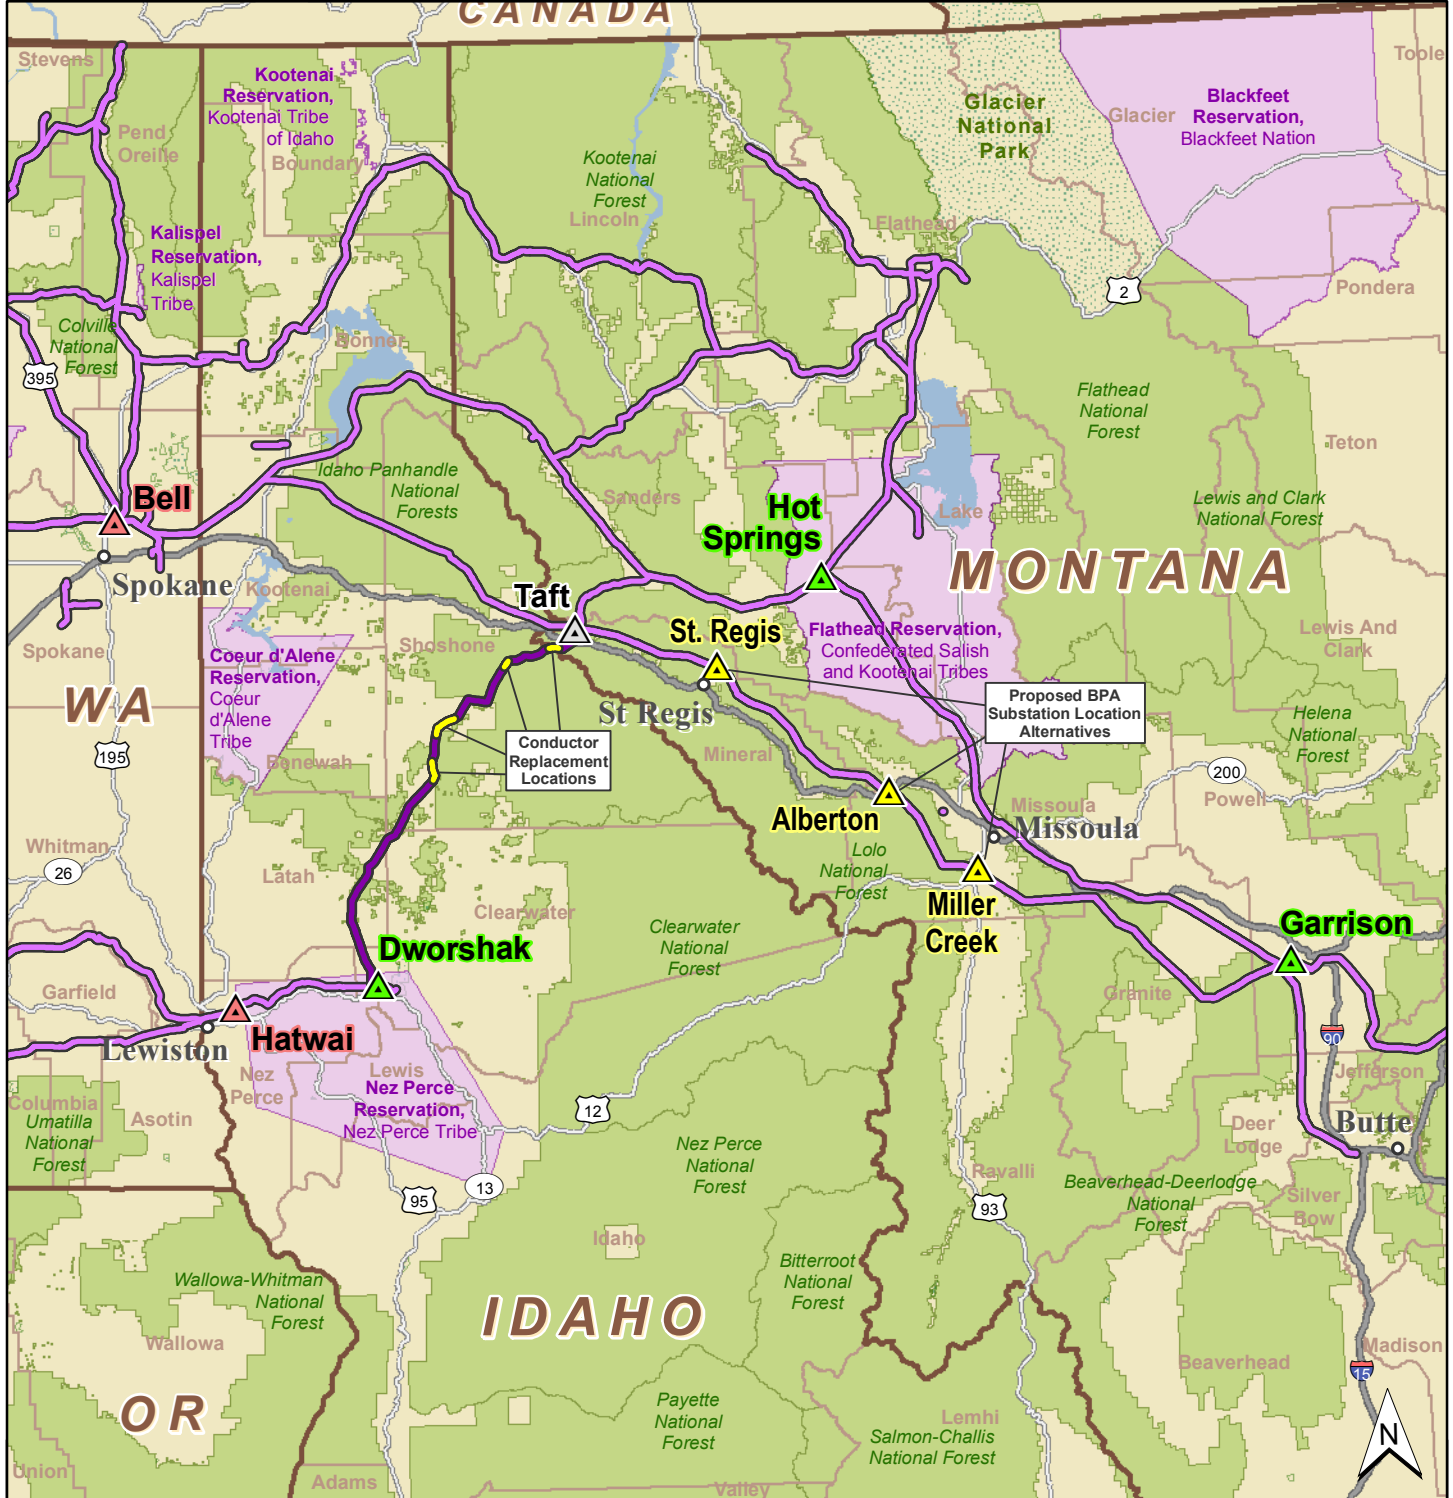 CANADA
Stevens
Toole
Kootenai
Reservation,
Kootenai Tribe
of Idaho
Boundary
Pend
Oreille
Glacier
National
Park
Glacier
Blackfeet
Reservation,
Blackfeet Nation
Kootenai
National
Forest
Lincoln
Flathead
Kalispel
Reservation,
Kalispel
Tribe
2
Pondera
Colville
National
Forest
Bonner
395
Flathead
National
Forest
Teton
Idaho Panhandle
National
Forests
Sanders
Bell
Hot
Springs
Lake
Lewis and Clark
National Forest
MONTANA
Spokane
Kootenai
Taft
St. Regis
Shoshone
Flathead Reservation,
Confederated Salish
and Kootenai Tribes
Lewis And
Clark
Spokane
Coeur d'Alene
Reservation,
Coeur
d'Alene
Tribe
WA
St Regis
Proposed BPA
Substation Location
Alternatives
Helena
National
Forest
Conductor
Replacement
Locations
Mineral
195
Benewah
200
Powell
Missoula
Missoula
Alberton
Whitman
26
Latah
Lolo
National
Forest
Clearwater
Clearwater
National
Forest
Miller
Creek
Garrison
Dworshak
Garfield
Granite
Hatwai
Lewiston
90
Jefferson
Nez
Perce
Lewis
Nez Perce
Reservation,
Nez Perce Tribe
Columbia
Umatilla
National
Forest
Asotin
12
Deer
Lodge
Butte
Nez Perce
National
Forest
Ravalli
Beaverhead-Deerlodge
National
Forest
Silver
Bow
95
13
93
Idaho
Bitterroot
National
Forest
Wallowa-Whitman
National
Forest
Wallowa
IDAHO
Beaverhead
Madison
15
OR
Payette
National
Forest
Lemhi
Salmon-Challis
National Forest
N
Union
Adams
Valley